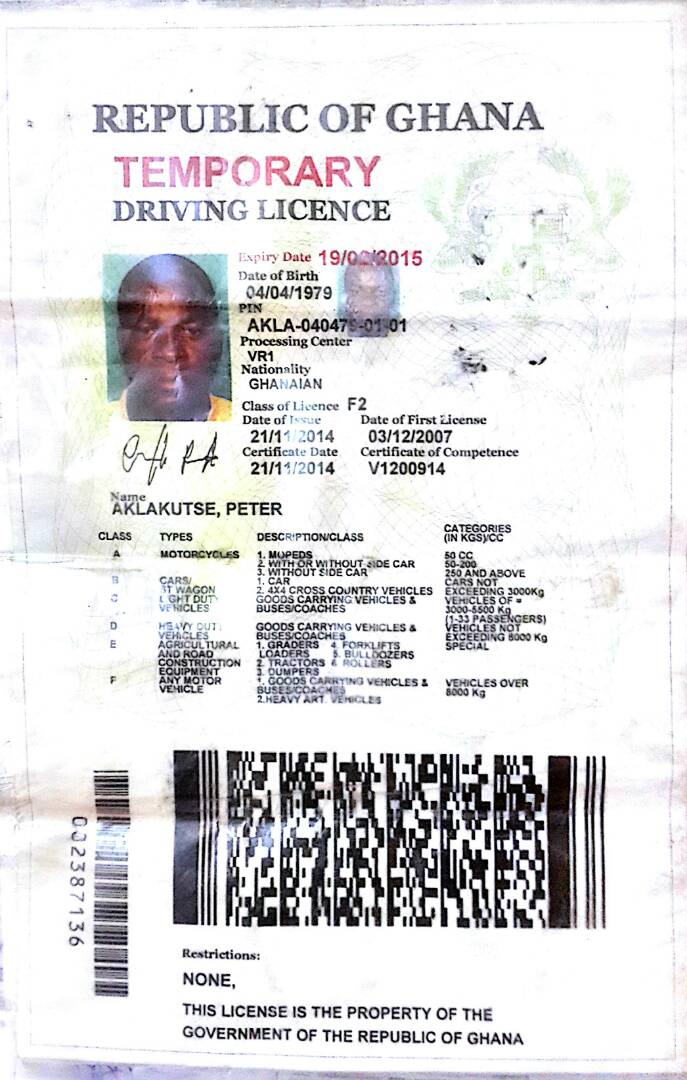 REPUBLIC OF GHANA
TEMPORARY
DRIVING LICENCE
Expiry Date 19/02/2015
Date of Birth
04/04/1979
PIN
AKLA-040479-01-01
Processing Center
VR1
Nationality
GHANAIAN
Class of Licence F2
Date of Issue Date of First License
21/11/2014 03/12/2007
Certificate Date Certificate of Competence
21/11/2014 V1200914
Name
AKLAKUTSE, PETER
CLASS TYPES DESCRIPTION/CLASS CATEGORIES (IN KGS)/CC
A MOTORCYCLES 1. MOPEDS 50 CC
2. WITH OR WITHOUT SIDE CAR 50-200
3. WITHOUT SIDE CAR 250 AND ABOVE
B CARS/ 1. CAR CARS NOT
ST WAGON 2. 4X4 CROSS COUNTRY VEHICLES EXCEEDING 3000Kg
C LIGHT DUTY GOODS CARRYING VEHICLES & VEHICLES OF =
VEHICLES BUSES/COACHES 3000-5500 Kg
(1-33 PASSENGERS)
D HEAVY DUTY GOODS CARRYING VEHICLES & VEHICLES NOT
VEHICLES BUSES/COACHES EXCEEDING 8000 Kg
E AGRICULTURAL 1. GRADERS 4. FORKLIFTS SPECIAL
AND ROAD LOADERS 5. BULLDOZERS
CONSTRUCTION 2. TRACTORS 6. ROLLERS
EQUIPMENT 3. DUMPERS
F ANY MOTOR 1. GOODS CARRYING VEHICLES & VEHICLES OVER
VEHICLE BUSES/COACHES 8000 Kg
2.HEAVY ART. VEHICLES
002387136
Restrictions:
NONE,
THIS LICENSE IS THE PROPERTY OF THE
GOVERNMENT OF THE REPUBLIC OF GHANA